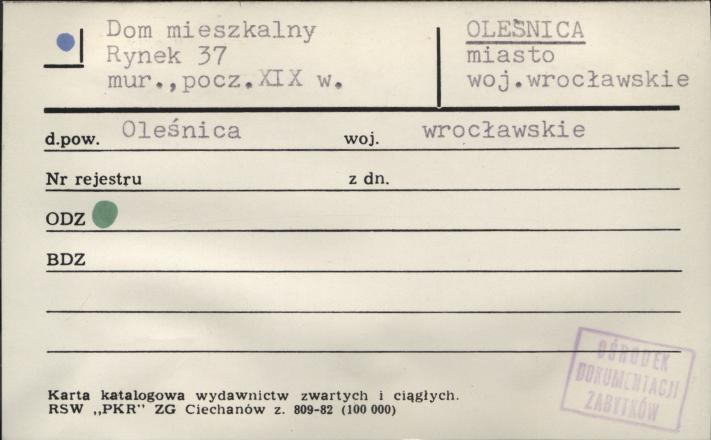 Dom mieszkalny
Rynek 37
mur.,pocz.XIX w.
OLEŚNICA
miasto
woj.wrocławskie
d.pow. Oleśnica woj. wrocławskie
Nr rejestru z dn.
ODZ
BDZ
OŚRODEK
DOKUMENTACJI
ZABYTKÓW
Karta katalogowa wydawnictw zwartych i ciągłych.
RSW „PKR" ZG Ciechanów z. 809-82 (100 000)